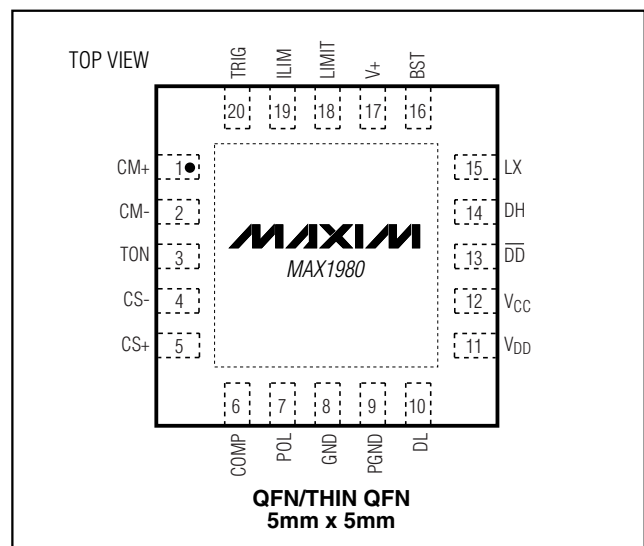 TOP VIEW
TRIG
ILIM
LIMIT
V+
BST
20
19
18
17
16
CM+ 1
15 LX
CM- 2
14 DH
TON 3
13 D̅D̅
CS- 4
12 VCC
CS+ 5
11 VDD
MAXIM
MAX1980
6
7
8
9
10
COMP
POL
GND
PGND
DL
QFN/THIN QFN
5mm x 5mm